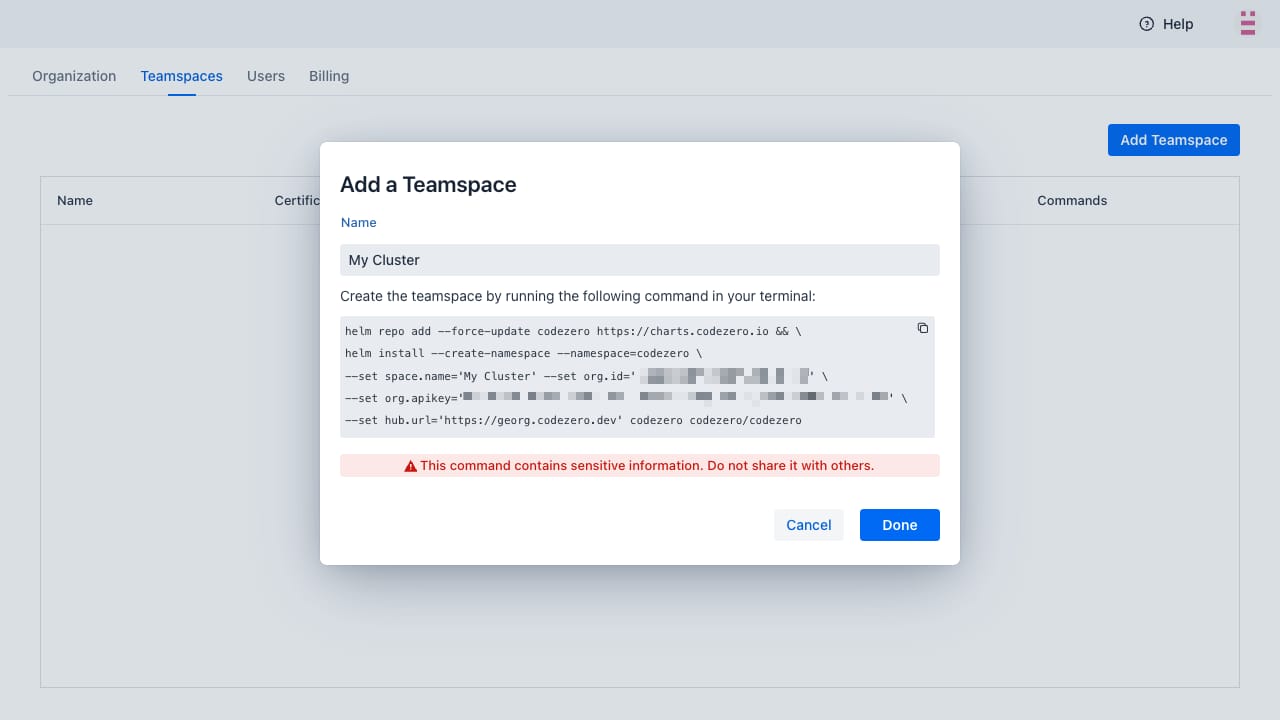 Help
Organization Teamspaces Users Billing
Add Teamspace
Name Certific Commands
Add a Teamspace
Name
My Cluster
Create the teamspace by running the following command in your terminal:
helm repo add --force-update codezero https://charts.codezero.io && \
helm install --create-namespace --namespace=codezero \
--set space.name='My Cluster' --set org.id=' ' \
--set org.apikey=' ' \
--set hub.url='https://georg.codezero.dev' codezero codezero/codezero
This command contains sensitive information. Do not share it with others.
Cancel Done